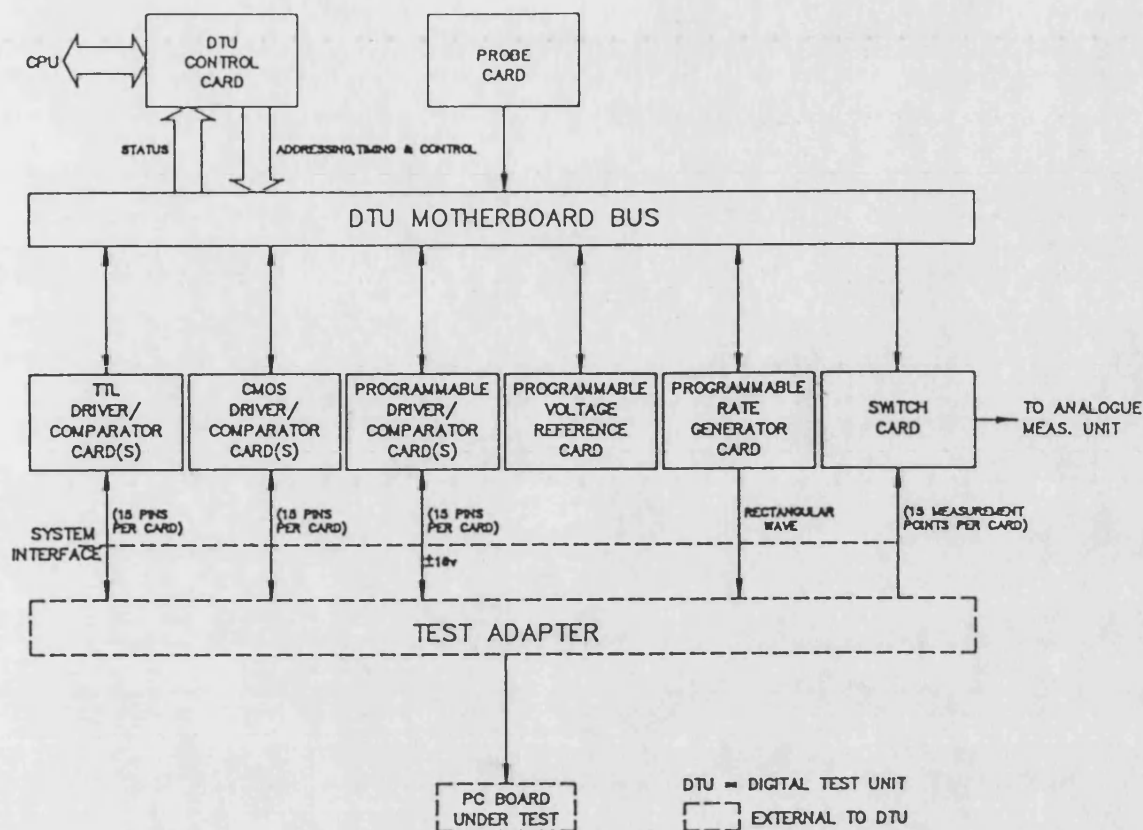 CPU
DTU
CONTROL
CARD
PROBE
CARD
STATUS
ADDRESSING, TIMING & CONTROL
DTU MOTHERBOARD BUS
TTL
DRIVER/
COMPARATOR
CARD(S)
CMOS
DRIVER/
COMPARATOR
CARD(S)
PROGRAMMABLE
DRIVER/
COMPARATOR
CARD(S)
PROGRAMMABLE
VOLTAGE
REFERENCE
CARD
PROGRAMMABLE
RATE
GENERATOR
CARD
SWITCH
CARD
TO ANALOGUE
MEAS. UNIT
(15 PINS
PER CARD)
(15 PINS
PER CARD)
(15 PINS
PER CARD)
RECTANGULAR
WAVE
(15 MEASUREMENT
POINTS PER CARD)
SYSTEM
INTERFACE
TEST ADAPTER
PC BOARD
UNDER TEST
DTU = DIGITAL TEST UNIT
EXTERNAL TO DTU